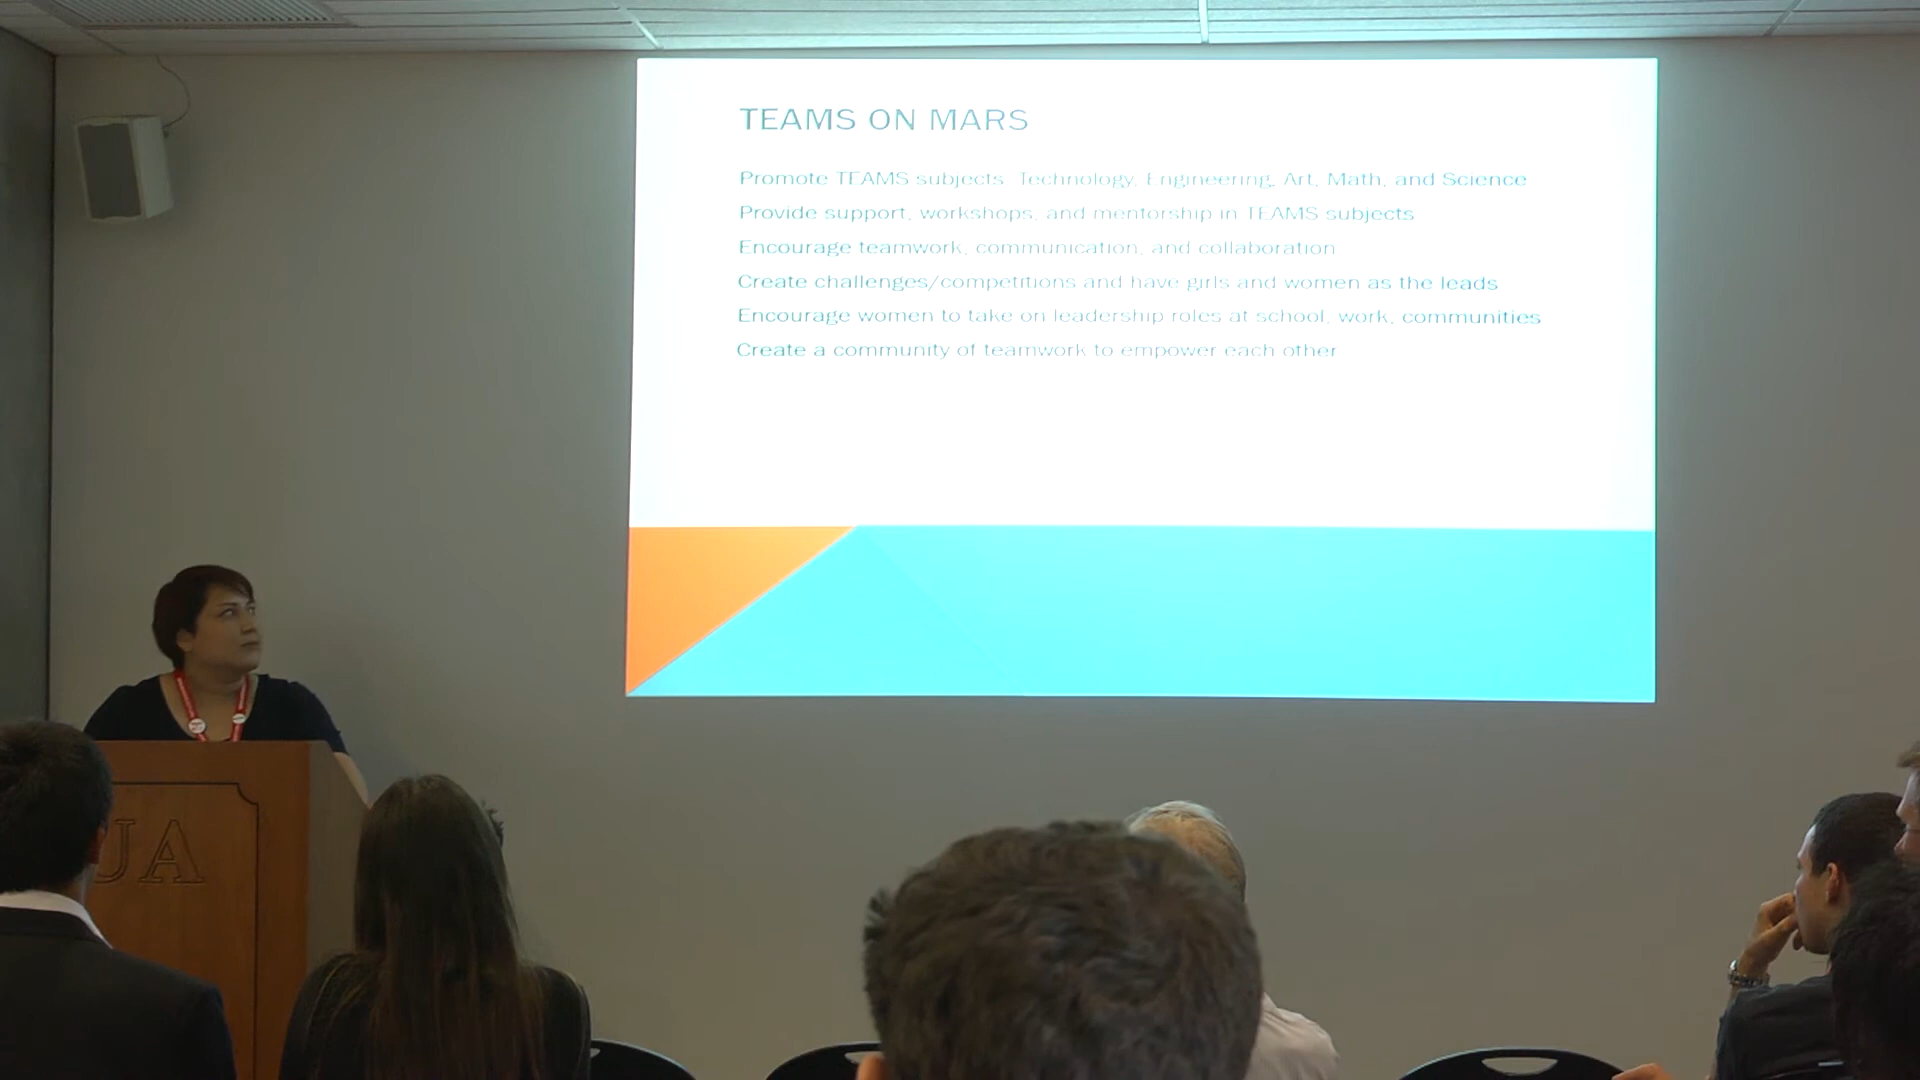 TEAMS ON MARS
Promote TEAMS subjects: Technology, Engineering, Art, Math, and Science
Provide support, workshops, and mentorship in TEAMS subjects
Encourage teamwork, communication, and collaboration
Create challenges/competitions and have girls and women as the leads
Encourage women to take on leadership roles at school, work, communities
Create a community of teamwork to empower each other
UA